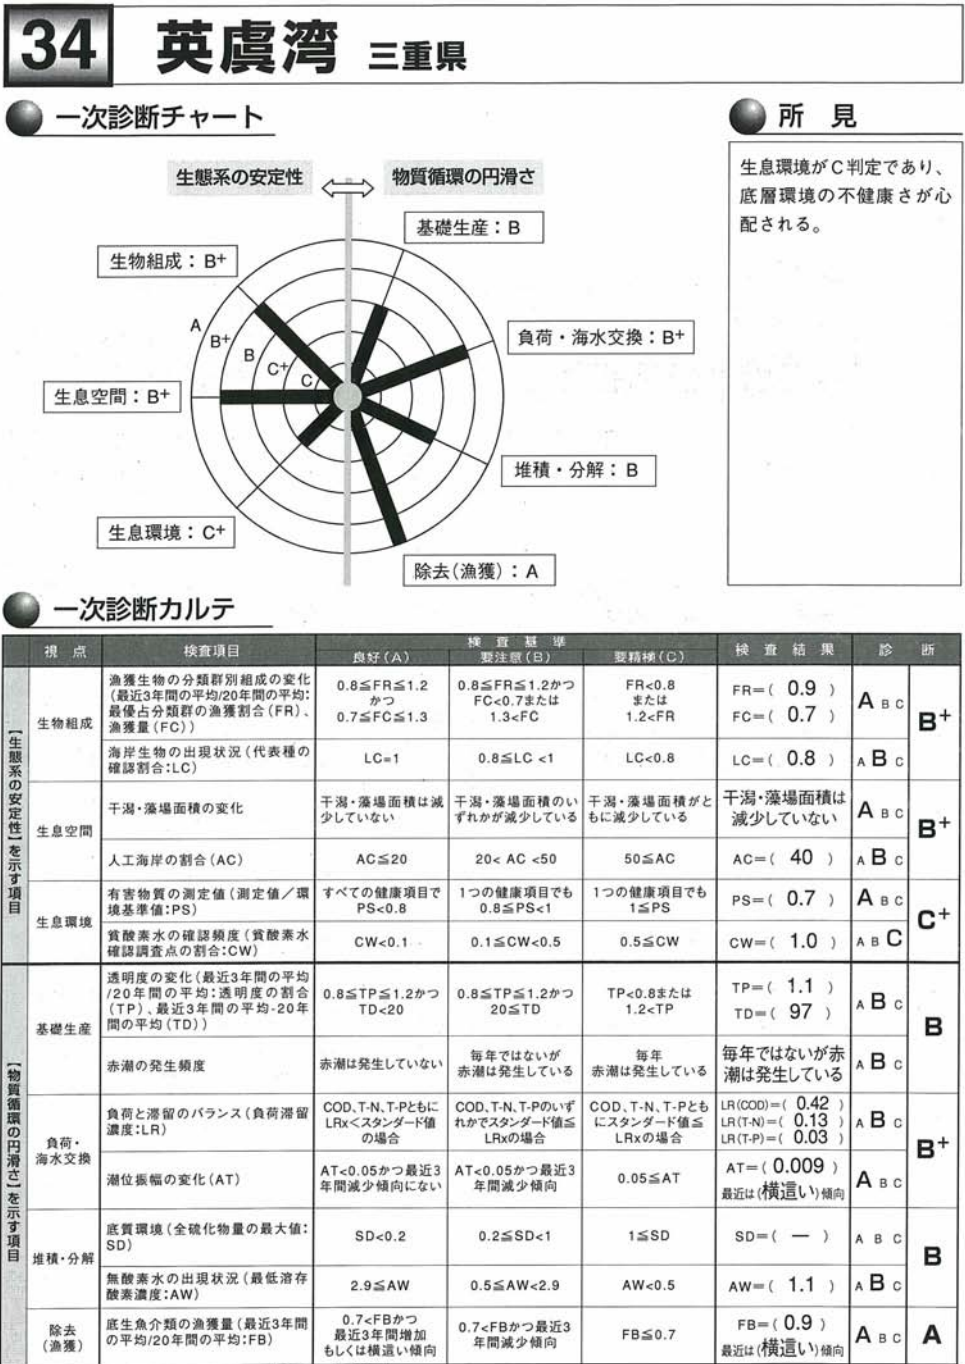 34 英虞湾 三重県
一次診断チャート
所 見
生息環境がC判定であり、
底層環境の不健康さが心
配される。
生態系の安定性
物質循環の円滑さ
基礎生産：B
生物組成：B+
負荷・海水交換：B+
生息空間：B+
堆積・分解：B
生息環境：C+
除去(漁獲)：A
A
B+
B
C+
C
一次診断カルテ
視 点 検査項目 検 査 基 準 検 査 結 果 診 断
良好(A) 要注意(B) 要精検(C)
【生態系の安定性】を示す項目
生物組成
漁獲生物の分類群別組成の変化
(最近3年間の平均/20年間の平均:
最優占分類群の漁獲割合(FR)、
漁獲量(FC))
0.8≦FR≦1.2
かつ
0.7≦FC≦1.3
0.8≦FR≦1.2かつ
FC<0.7または
1.3<FC
FR<0.8
または
1.2<FR
FR=( 0.9 )
FC=( 0.7 )
A B C
B+
海岸生物の出現状況(代表種の
確認割合:LC)
LC=1
0.8≦LC <1
LC<0.8
LC=( 0.8 )
A B C
生息空間
干潟・藻場面積の変化
干潟・藻場面積は減
少していない
干潟・藻場面積のい
ずれかが減少している
干潟・藻場面積がと
もに減少している
干潟・藻場面積は
減少していない
A B C
B+
人工海岸の割合(AC)
AC≦20
20< AC <50
50≦AC
AC=( 40 )
A B C
生息環境
有害物質の測定値(測定値／環
境基準値:PS)
すべての健康項目で
PS<0.8
1つの健康項目でも
0.8≦PS<1
1つの健康項目でも
1≦PS
PS=( 0.7 )
A B C
C+
貧酸素水の確認頻度(貧酸素水
確認調査点の割合:CW)
CW<0.1
0.1≦CW<0.5
0.5≦CW
CW=( 1.0 )
A B C
【物質循環の円滑さ】を示す項目
基礎生産
透明度の変化(最近3年間の平均
/20年間の平均:透明度の割合
(TP)、最近3年間の平均-20年
間の平均(TD))
0.8≦TP≦1.2かつ
TD<20
0.8≦TP≦1.2かつ
20≦TD
TP<0.8または
1.2<TP
TP=( 1.1 )
TD=( 97 )
A B C
B
赤潮の発生頻度
赤潮は発生していない
毎年ではないが
赤潮は発生している
毎年
赤潮は発生している
毎年ではないが赤
潮は発生している
A B C
負荷・
海水交換
負荷と滞留のバランス(負荷滞留
濃度:LR)
COD、T-N、T-Pともに
LRx<スタンダード値
の場合
COD、T-N、T-Pのいず
れかでスタンダード値≦
LRxの場合
COD、T-N、T-Pとも
にスタンダード値≦
LRxの場合
LR(COD)=( 0.42 )
LR(T-N)=( 0.13 )
LR(T-P)=( 0.03 )
A B C
B+
潮位振幅の変化(AT)
AT<0.05かつ最近3
年間減少傾向にない
AT<0.05かつ最近3
年間減少傾向
0.05≦AT
AT=( 0.009 )
最近は(横這い)傾向
A B C
堆積・分解
底質環境(全硫化物量の最大値:
SD)
SD<0.2
0.2≦SD<1
1≦SD
SD=( ― )
A B C
B
無酸素水の出現状況(最低溶存
酸素濃度:AW)
2.9≦AW
0.5≦AW<2.9
AW<0.5
AW=( 1.1 )
A B C
除去
(漁獲)
底生魚介類の漁獲量(最近3年間
の平均/20年間の平均:FB)
0.7<FBかつ
最近3年間増加
もしくは横這い傾向
0.7<FBかつ最近3
年間減少傾向
FB≦0.7
FB=( 0.9 )
最近は(横這い)傾向
A B C
A